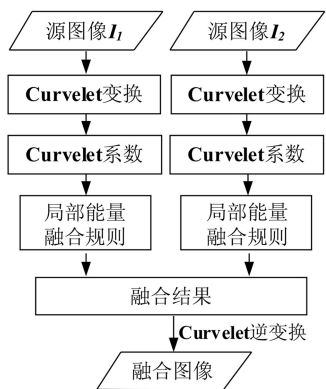 源图像I1
源图像I2
Curvelet变换
Curvelet变换
Curvelet系数
Curvelet系数
局部能量
融合规则
局部能量
融合规则
融合结果
Curvelet逆变换
融合图像